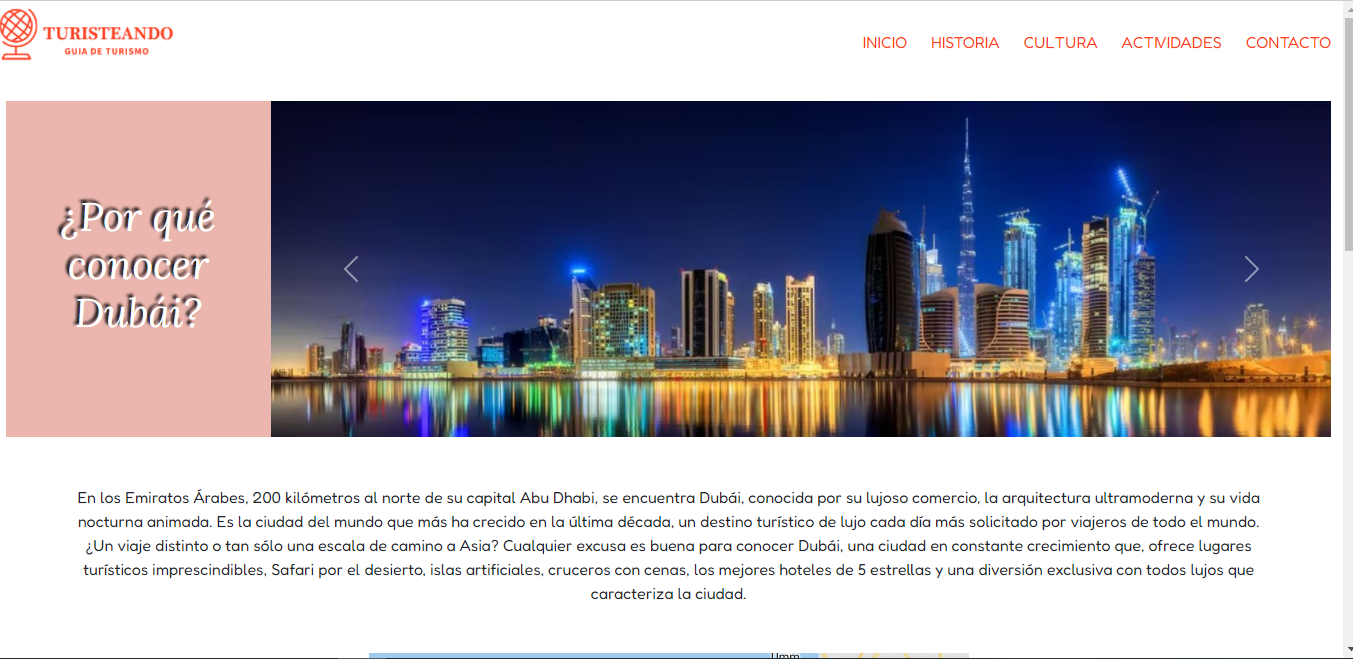 TURISTEANDO
GUIA DE TURISMO
INICIO HISTORIA CULTURA ACTIVIDADES CONTACTO
¿Por qué
conocer
Dubái?
En los Emiratos Árabes, 200 kilómetros al norte de su capital Abu Dhabi, se encuentra Dubái, conocida por su lujoso comercio, la arquitectura ultramoderna y su vida
nocturna animada. Es la ciudad del mundo que más ha crecido en la última década, un destino turístico de lujo cada día más solicitado por viajeros de todo el mundo.
¿Un viaje distinto o tan sólo una escala de camino a Asia? Cualquier excusa es buena para conocer Dubái, una ciudad en constante crecimiento que, ofrece lugares
turísticos imprescindibles, Safari por el desierto, islas artificiales, cruceros con cenas, los mejores hoteles de 5 estrellas y una diversión exclusiva con todos lujos que
caracteriza la ciudad.
Umm